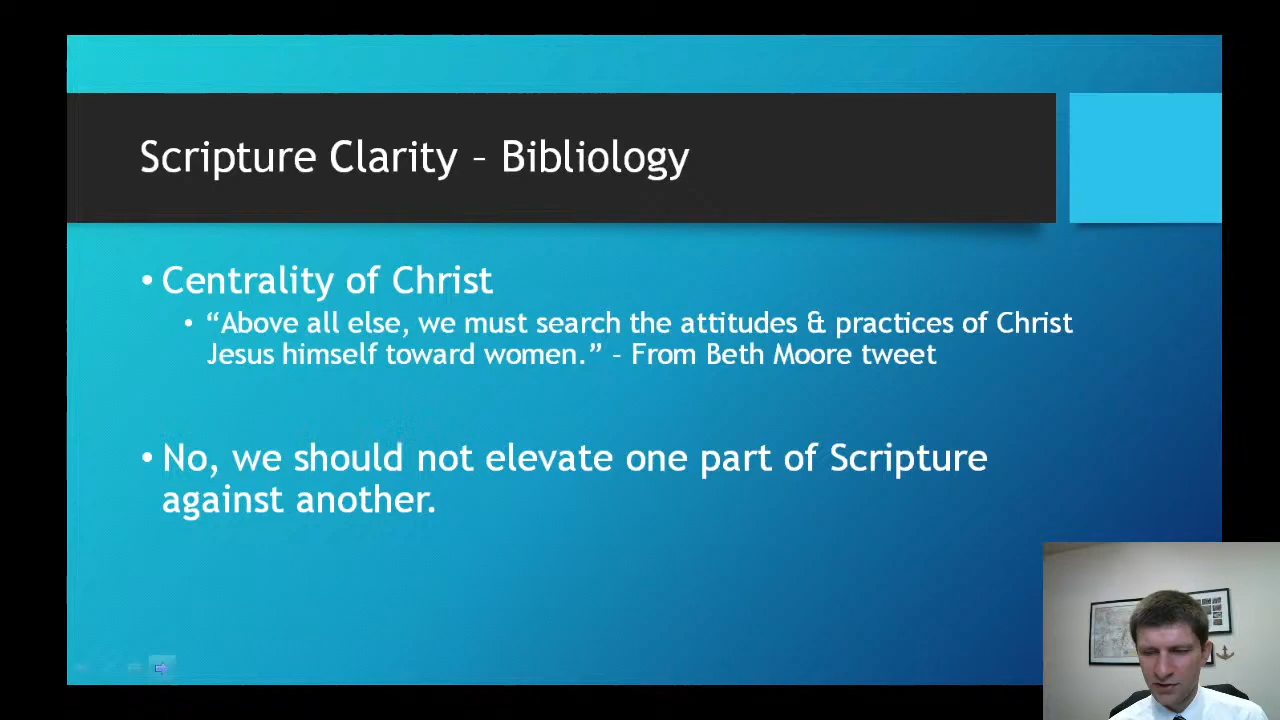 Scripture Clarity – Bibliology
• Centrality of Christ
• “Above all else, we must search the attitudes & practices of Christ
Jesus himself toward women.” – From Beth Moore tweet
• No, we should not elevate one part of Scripture
against another.